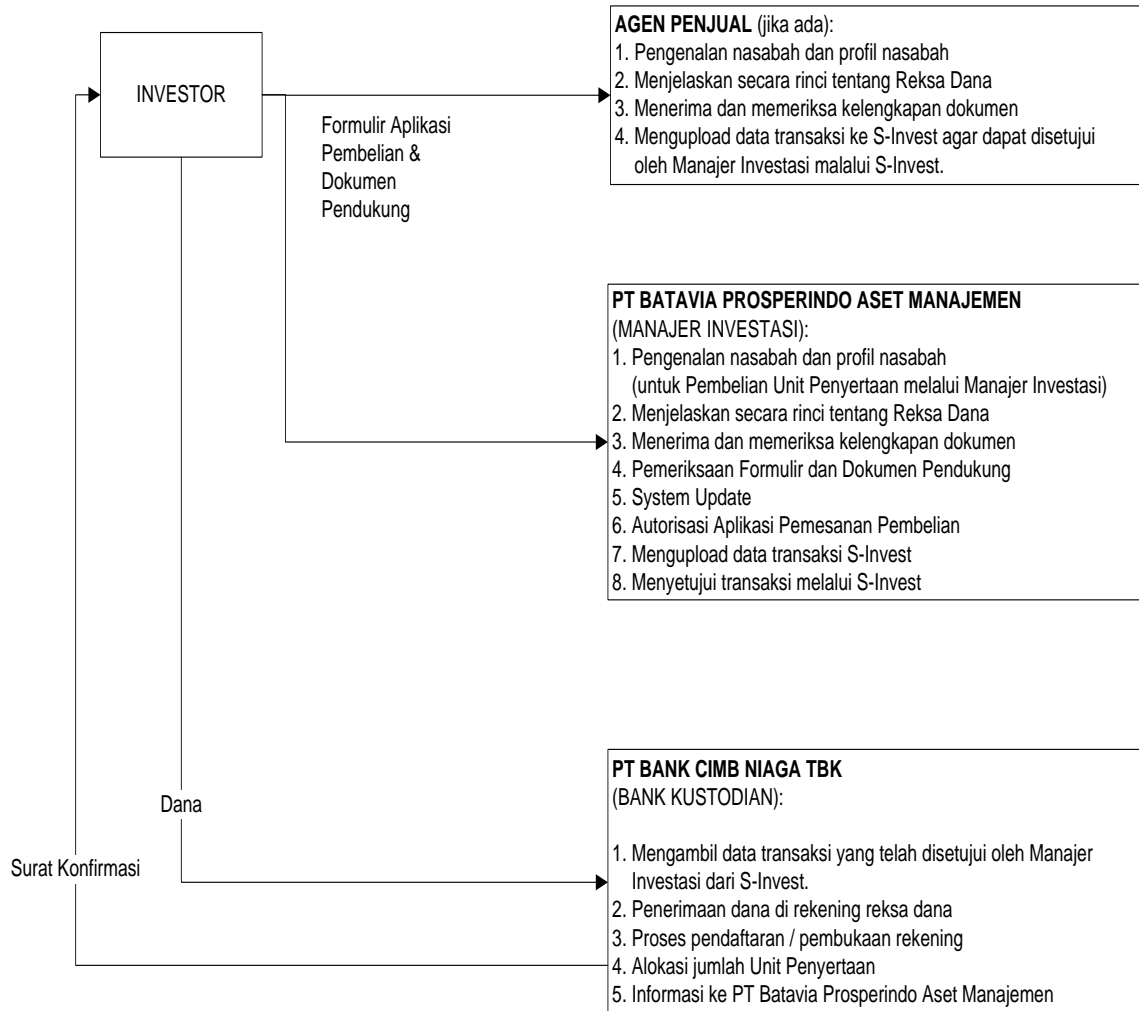 INVESTOR
Formulir Aplikasi
Pembelian &
Dokumen
Pendukung
AGEN PENJUAL (jika ada):
1. Pengenalan nasabah dan profil nasabah
2. Menjelaskan secara rinci tentang Reksa Dana
3. Menerima dan memeriksa kelengkapan dokumen
4. Mengupload data transaksi ke S-Invest agar dapat disetujui
oleh Manajer Investasi malalui S-Invest.
PT BATAVIA PROSPERINDO ASET MANAJEMEN
(MANAJER INVESTASI):
1. Pengenalan nasabah dan profil nasabah
(untuk Pembelian Unit Penyertaan melalui Manajer Investasi)
2. Menjelaskan secara rinci tentang Reksa Dana
3. Menerima dan memeriksa kelengkapan dokumen
4. Pemeriksaan Formulir dan Dokumen Pendukung
5. System Update
6. Autorisasi Aplikasi Pemesanan Pembelian
7. Mengupload data transaksi S-Invest
8. Menyetujui transaksi melalui S-Invest
Dana
Surat Konfirmasi
PT BANK CIMB NIAGA TBK
(BANK KUSTODIAN):
1. Mengambil data transaksi yang telah disetujui oleh Manajer
Investasi dari S-Invest.
2. Penerimaan dana di rekening reksa dana
3. Proses pendaftaran / pembukaan rekening
4. Alokasi jumlah Unit Penyertaan
5. Informasi ke PT Batavia Prosperindo Aset Manajemen